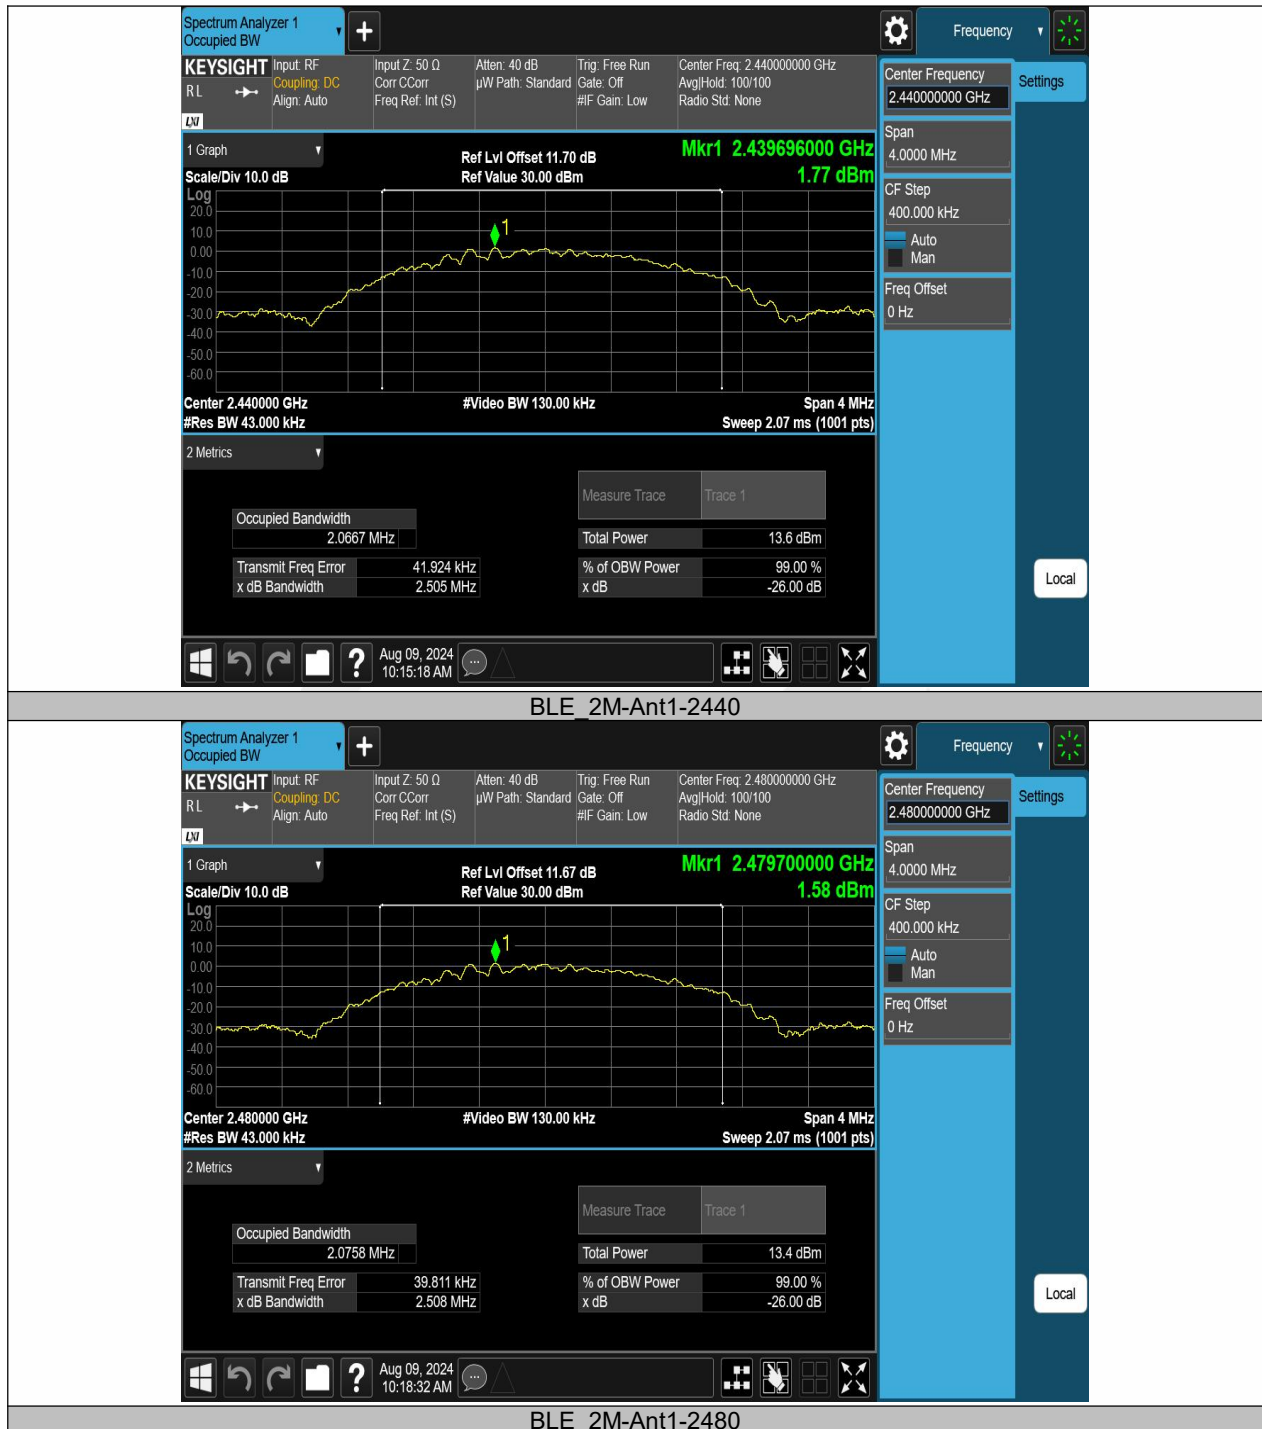 Spectrum Analyzer 1
Occupied BW
Frequency
KEYSIGHT
R L
LXI
Input: RF
Coupling: DC
Align: Auto
Input Z: 50 Ω
Corr CCorr
Freq Ref: Int (S)
Atten: 40 dB
µW Path: Standard
Trig: Free Run
Gate: Off
#IF Gain: Low
Center Freq: 2.440000000 GHz
Avg|Hold: 100/100
Radio Std: None
Center Frequency
2.440000000 GHz
Settings
Span
4.0000 MHz
CF Step
400.000 kHz
Auto
Man
Freq Offset
0 Hz
Local
1 Graph
Scale/Div 10.0 dB
Ref Lvl Offset 11.70 dB
Ref Value 30.00 dBm
Mkr1 2.439696000 GHz
1.77 dBm
Log
20.0
10.0
0.00
-10.0
-20.0
-30.0
-40.0
-50.0
-60.0
1
Center 2.440000 GHz
#Res BW 43.000 kHz
#Video BW 130.00 kHz
Span 4 MHz
Sweep 2.07 ms (1001 pts)
2 Metrics
Measure Trace Trace 1
Occupied Bandwidth
2.0667 MHz
Total Power 13.6 dBm
Transmit Freq Error 41.924 kHz
% of OBW Power 99.00 %
x dB Bandwidth 2.505 MHz
x dB -26.00 dB
?
Aug 09, 2024
10:15:18 AM
BLE_2M-Ant1-2440
Spectrum Analyzer 1
Occupied BW
Frequency
KEYSIGHT
R L
LXI
Input: RF
Coupling: DC
Align: Auto
Input Z: 50 Ω
Corr CCorr
Freq Ref: Int (S)
Atten: 40 dB
µW Path: Standard
Trig: Free Run
Gate: Off
#IF Gain: Low
Center Freq: 2.480000000 GHz
Avg|Hold: 100/100
Radio Std: None
Center Frequency
2.480000000 GHz
Settings
Span
4.0000 MHz
CF Step
400.000 kHz
Auto
Man
Freq Offset
0 Hz
Local
1 Graph
Scale/Div 10.0 dB
Ref Lvl Offset 11.67 dB
Ref Value 30.00 dBm
Mkr1 2.479700000 GHz
1.58 dBm
Log
20.0
10.0
0.00
-10.0
-20.0
-30.0
-40.0
-50.0
-60.0
1
Center 2.480000 GHz
#Res BW 43.000 kHz
#Video BW 130.00 kHz
Span 4 MHz
Sweep 2.07 ms (1001 pts)
2 Metrics
Measure Trace Trace 1
Occupied Bandwidth
2.0758 MHz
Total Power 13.4 dBm
Transmit Freq Error 39.811 kHz
% of OBW Power 99.00 %
x dB Bandwidth 2.508 MHz
x dB -26.00 dB
?
Aug 09, 2024
10:18:32 AM
BLE_2M-Ant1-2480